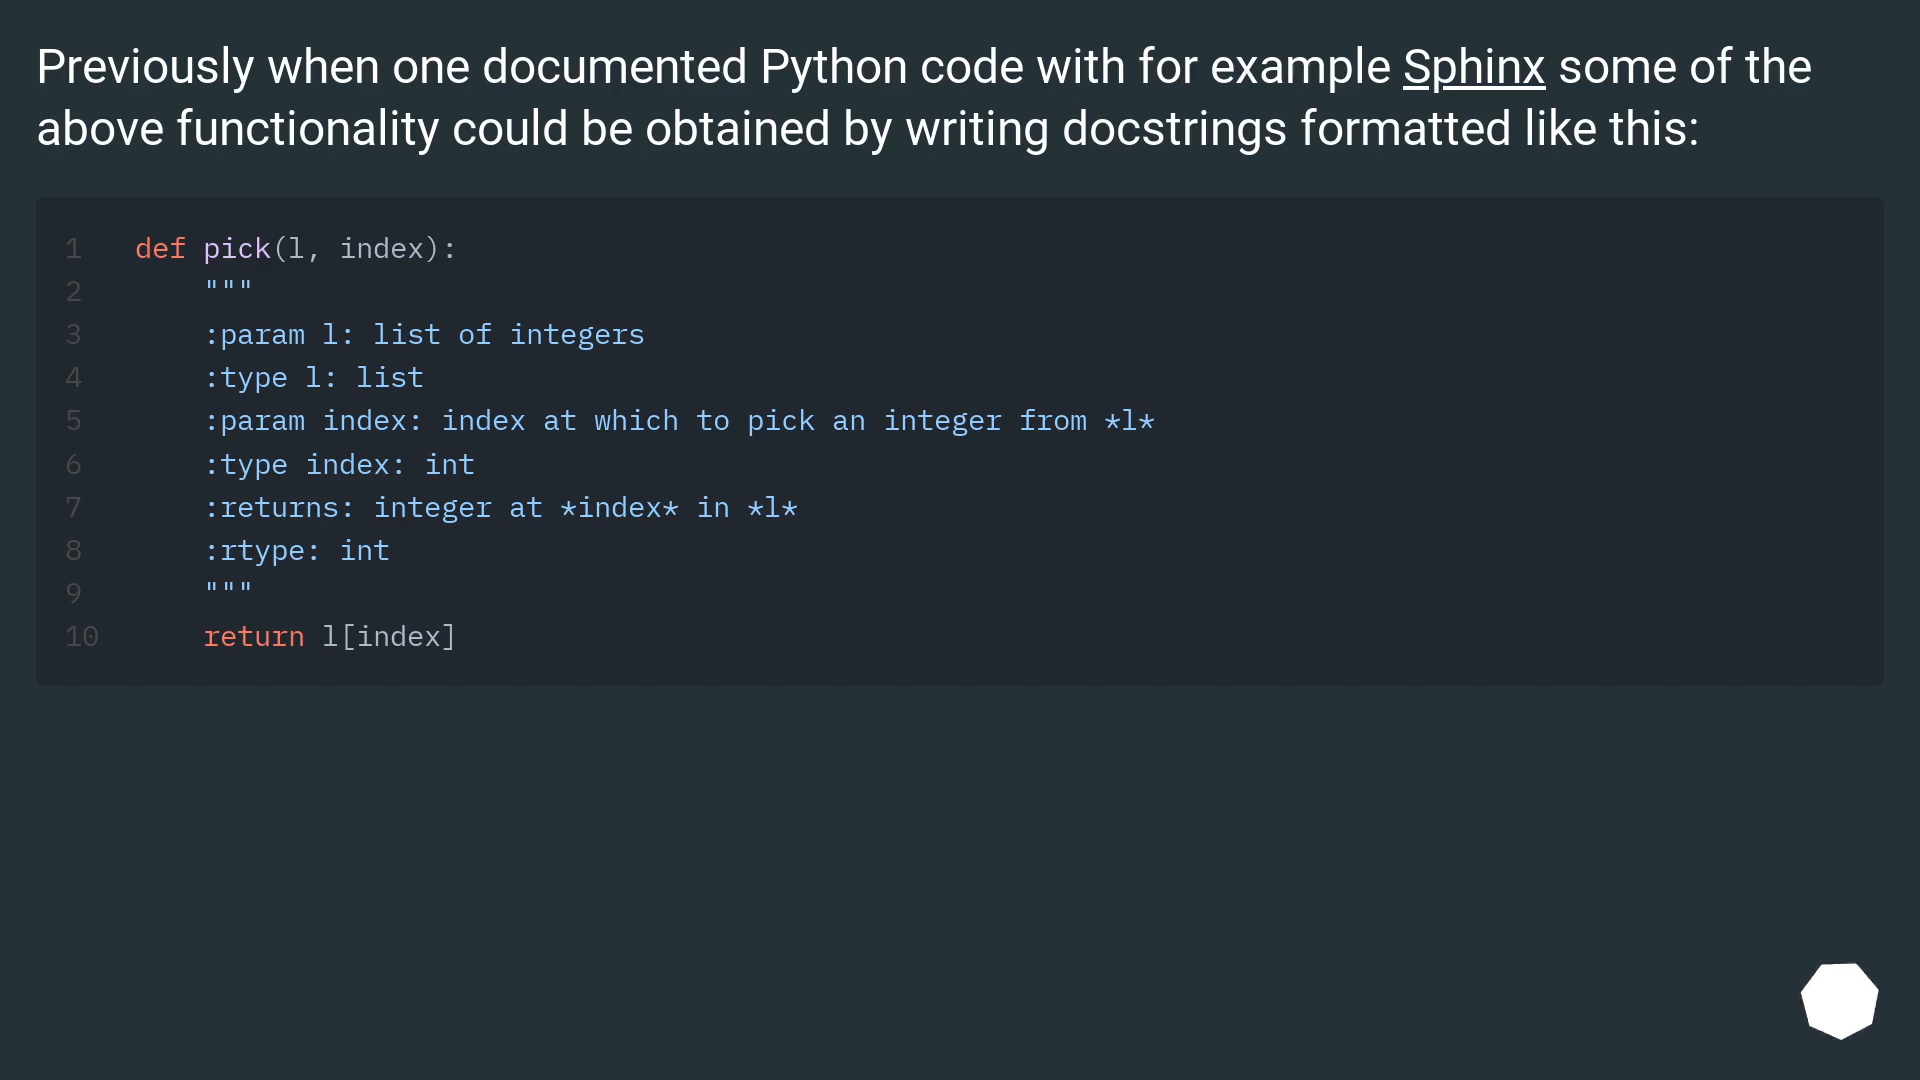 Previously when one documented Python code with for example Sphinx some of the
above functionality could be obtained by writing docstrings formatted like this:
1 def pick(l, index):
2     """
3     :param l: list of integers
4     :type l: list
5     :param index: index at which to pick an integer from *l*
6     :type index: int
7     :returns: integer at *index* in *l*
8     :rtype: int
9     """
10     return l[index]